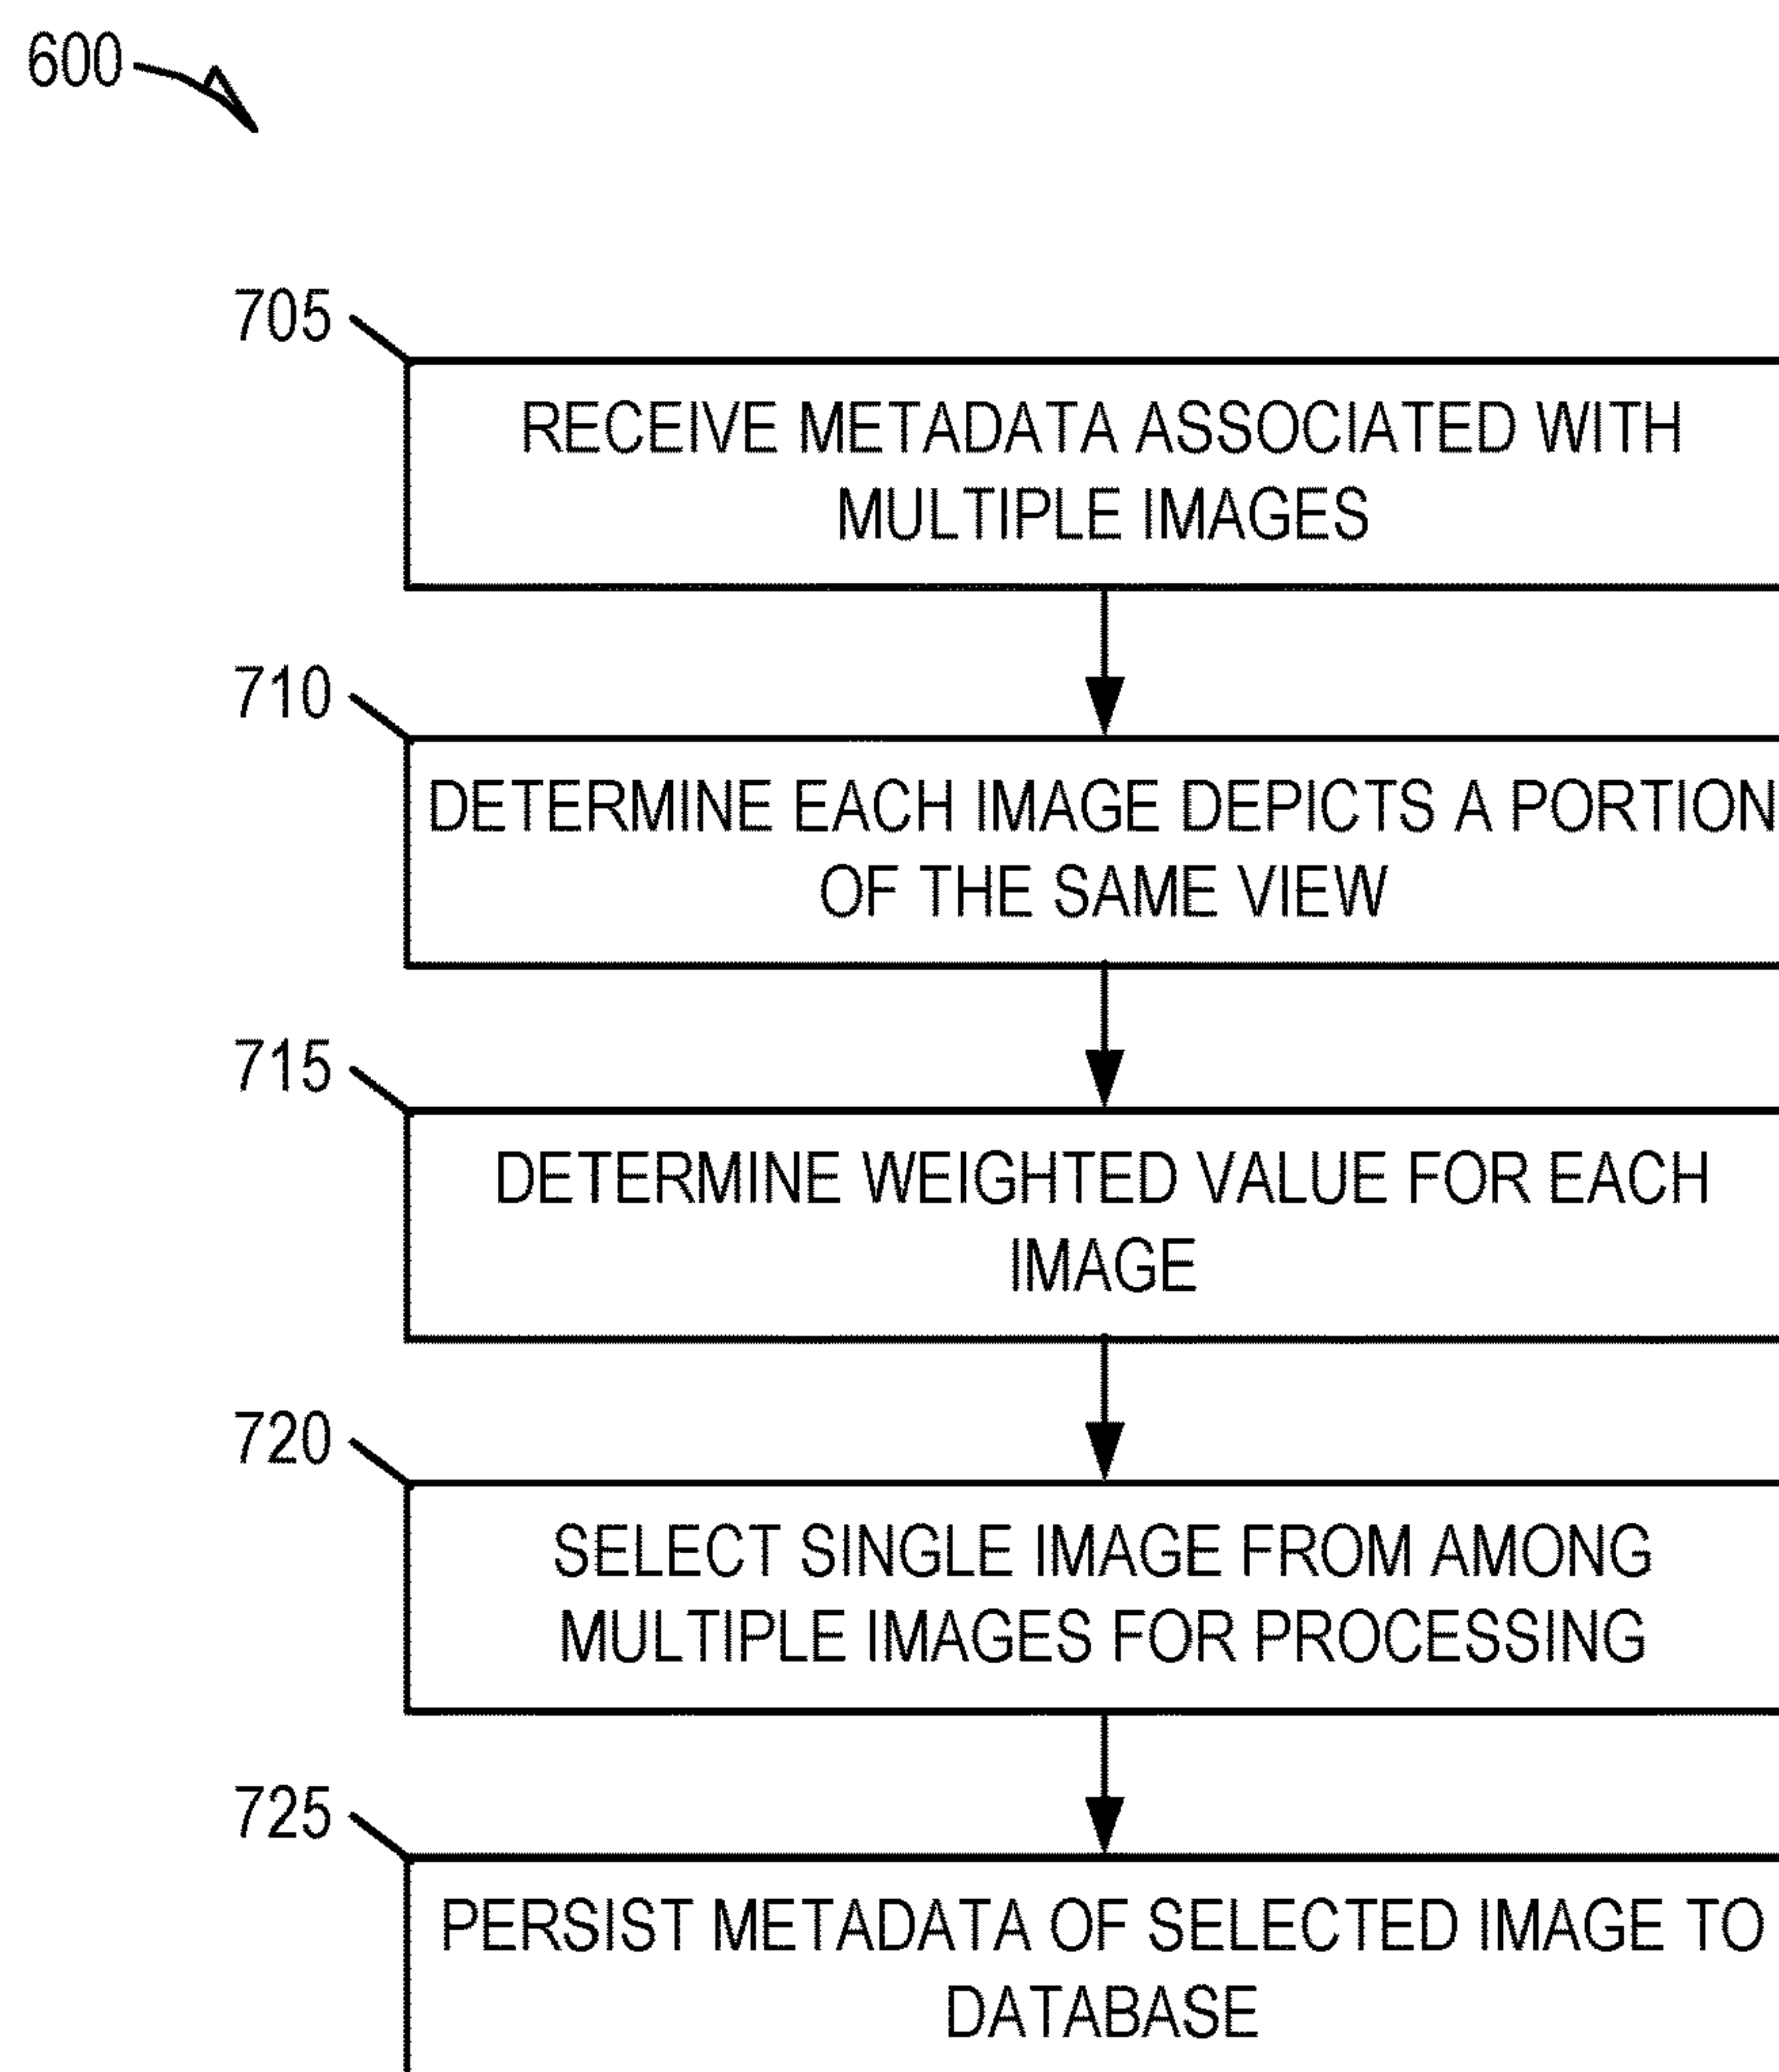 600
705
RECEIVE METADATA ASSOCIATED WITH
MULTIPLE IMAGES
710
DETERMINE EACH IMAGE DEPICTS A PORTION
OF THE SAME VIEW
715
DETERMINE WEIGHTED VALUE FOR EACH
IMAGE
720
SELECT SINGLE IMAGE FROM AMONG
MULTIPLE IMAGES FOR PROCESSING
725
PERSIST METADATA OF SELECTED IMAGE TO
DATABASE